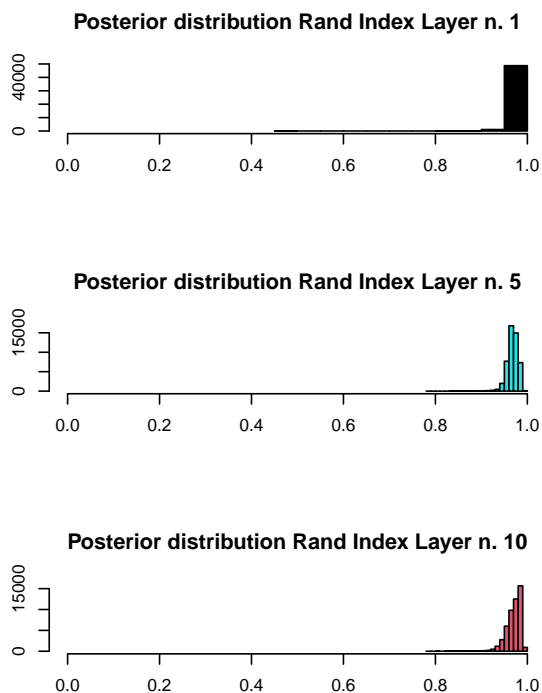 Posterior distribution Rand Index Layer n. 1
40000
0
0.0 0.2 0.4 0.6 0.8 1.0
Posterior distribution Rand Index Layer n. 5
15000
0
0.0 0.2 0.4 0.6 0.8 1.0
Posterior distribution Rand Index Layer n. 10
15000
0
0.0 0.2 0.4 0.6 0.8 1.0